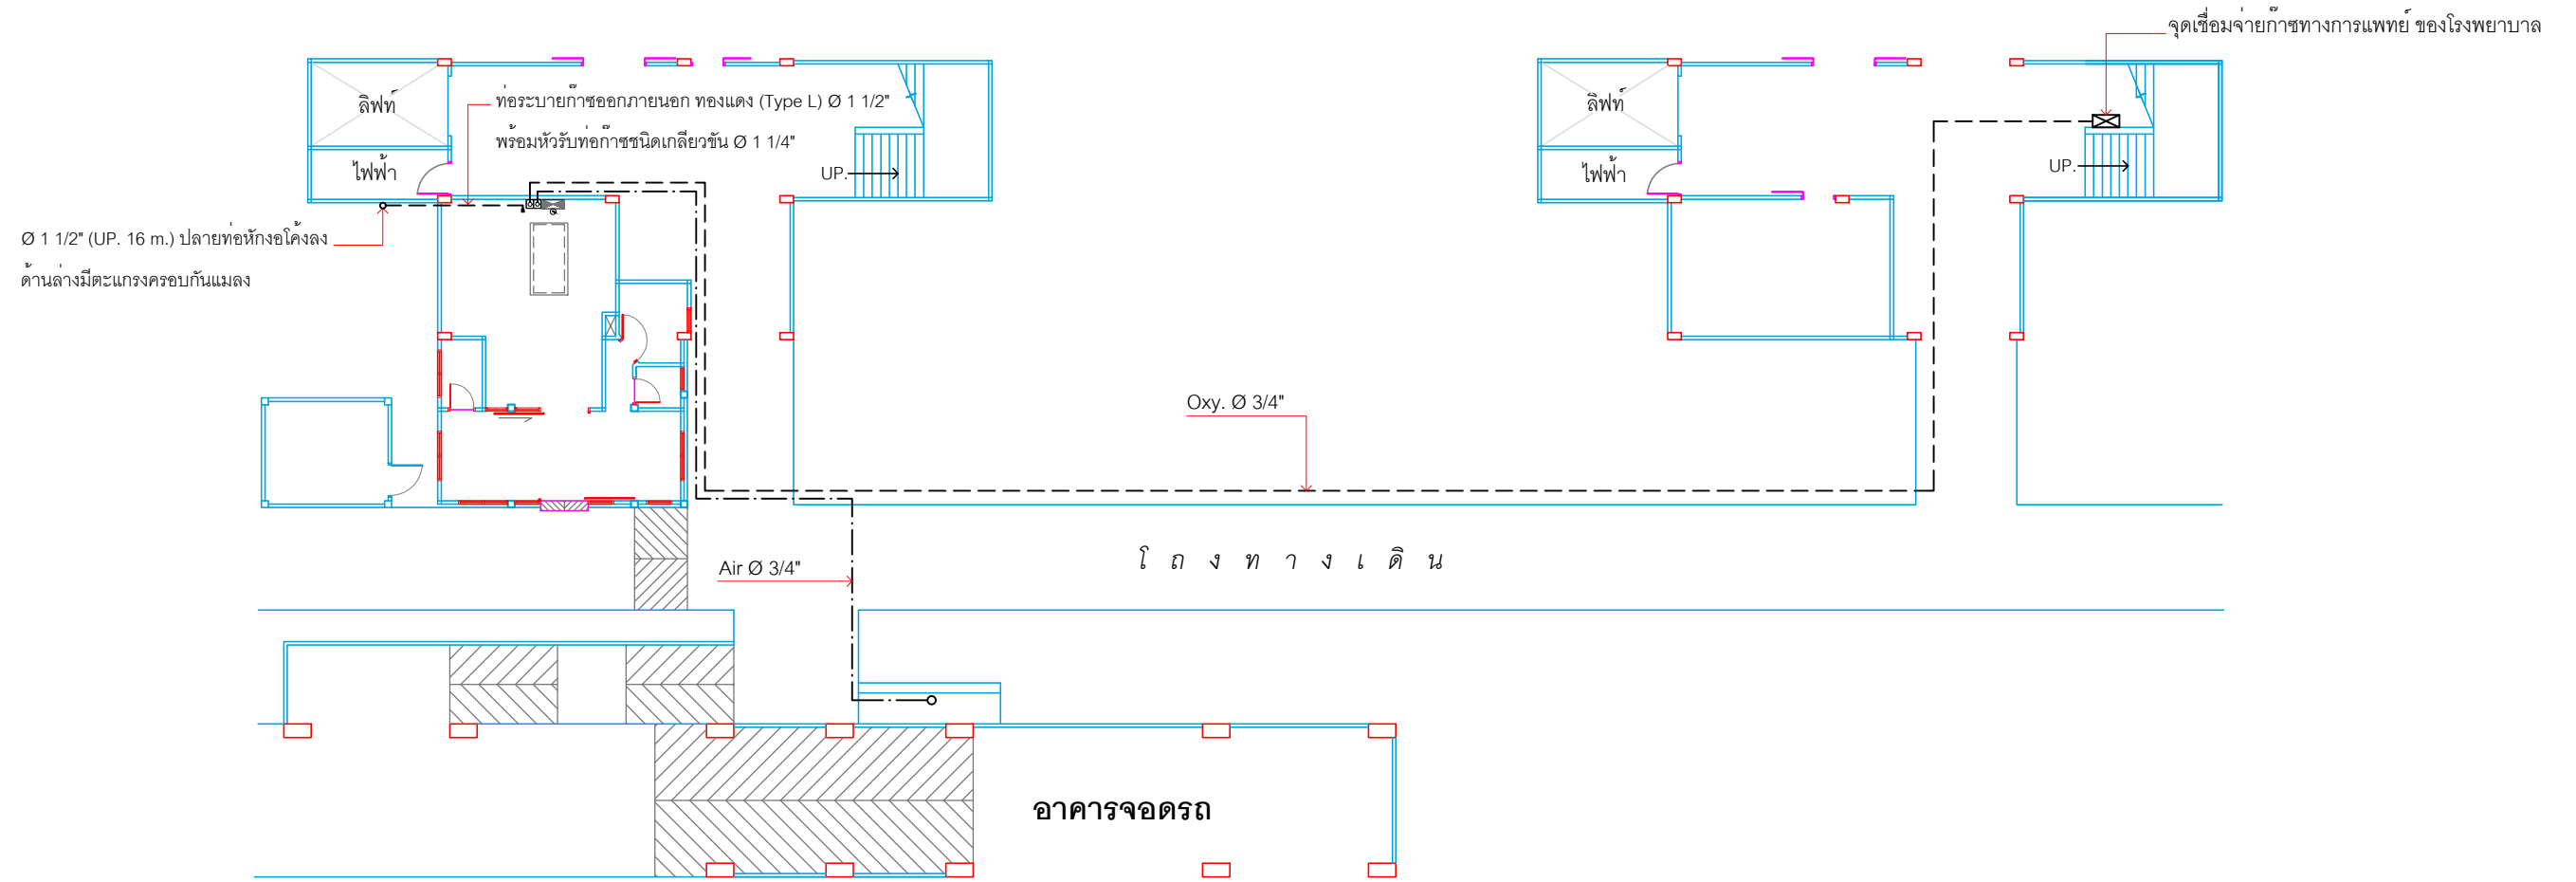 จุดเชื่อมจ่ายก๊าซทางการแพทย์ ของโรงพยาบาล
ลิฟท์
ท่อระบายก๊าซออกภายนอก ทองแดง (Type L) Ø 1 1/2"
พร้อมหัวรับท่อก๊าซชนิดเกลียวขัน Ø 1 1/4"
ลิฟท์
ไฟฟ้า
UP.
ไฟฟ้า
UP.
Ø 1 1/2" (UP. 16 m.) ปลายท่อหักงอโค้งลง
ด้านล่างมีตะแกรงครอบกันแมลง
Oxy. Ø 3/4"
Air Ø 3/4"
โถงทางเดิน
อาคารจอดรถ